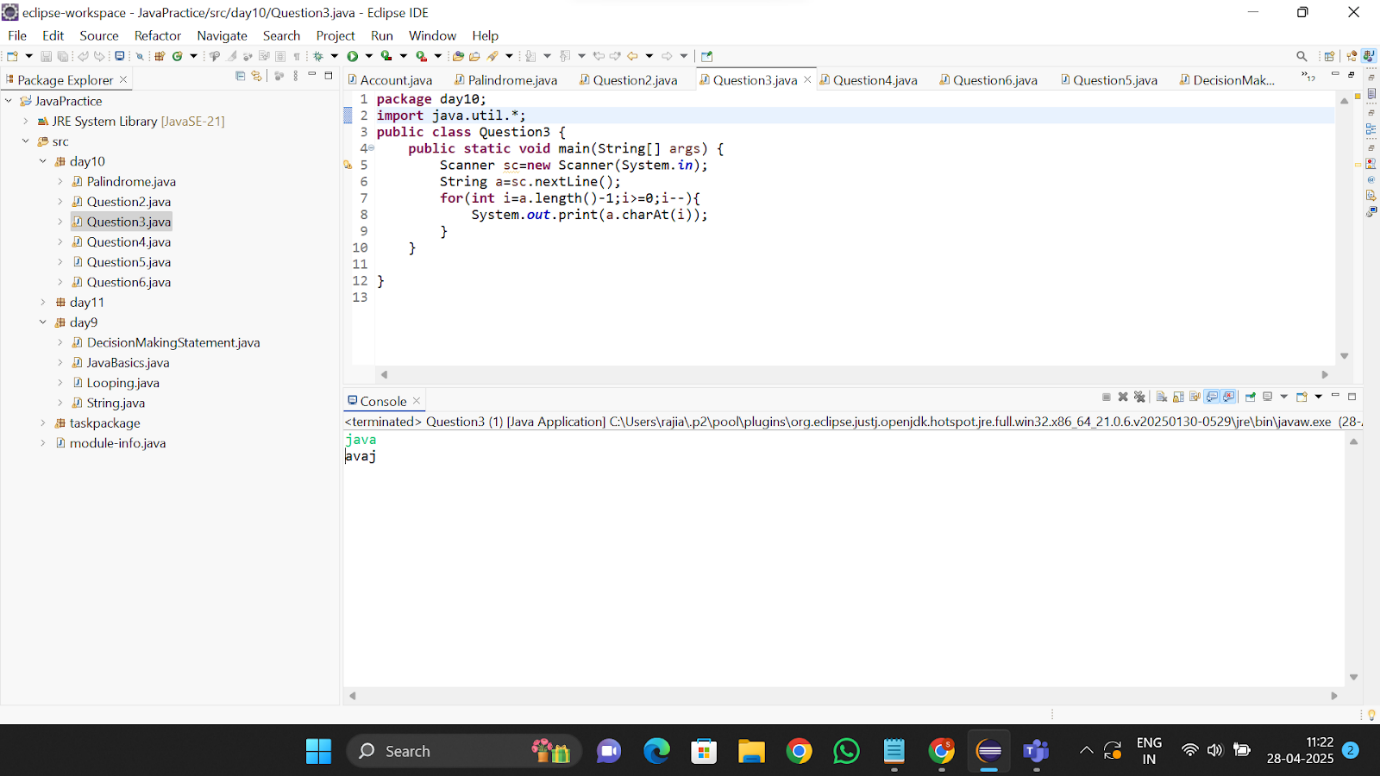 eclipse-workspace - JavaPractice/src/day10/Question3.java - Eclipse IDE
File Edit Source Refactor Navigate Search Project Run Window Help
Package Explorer
Account.java Palindrome.java Question2.java Question3.java Question4.java Question6.java Question5.java DecisionMak... »12
JavaPractice
JRE System Library [JavaSE-21]
src
day10
Palindrome.java
Question2.java
Question3.java
Question4.java
Question5.java
Question6.java
day11
day9
DecisionMakingStatement.java
JavaBasics.java
Looping.java
String.java
taskpackage
module-info.java
1 package day10;
2 import java.util.*;
3 public class Question3 {
4 public static void main(String[] args) {
5 Scanner sc=new Scanner(System.in);
6 String a=sc.nextLine();
7 for(int i=a.length()-1;i>=0;i--){
8 System.out.print(a.charAt(i));
9 }
10 }
11
12 }
13
Console
<terminated> Question3 (1) [Java Application] C:\Users\rajia\.p2\pool\plugins\org.eclipse.justj.openjdk.hotspot.jre.full.win32.x86_64_21.0.6.v20250130-0529\jre\bin\javaw.exe (28-
java
avaj
Search
ENG
IN
11:22
28-04-2025
2